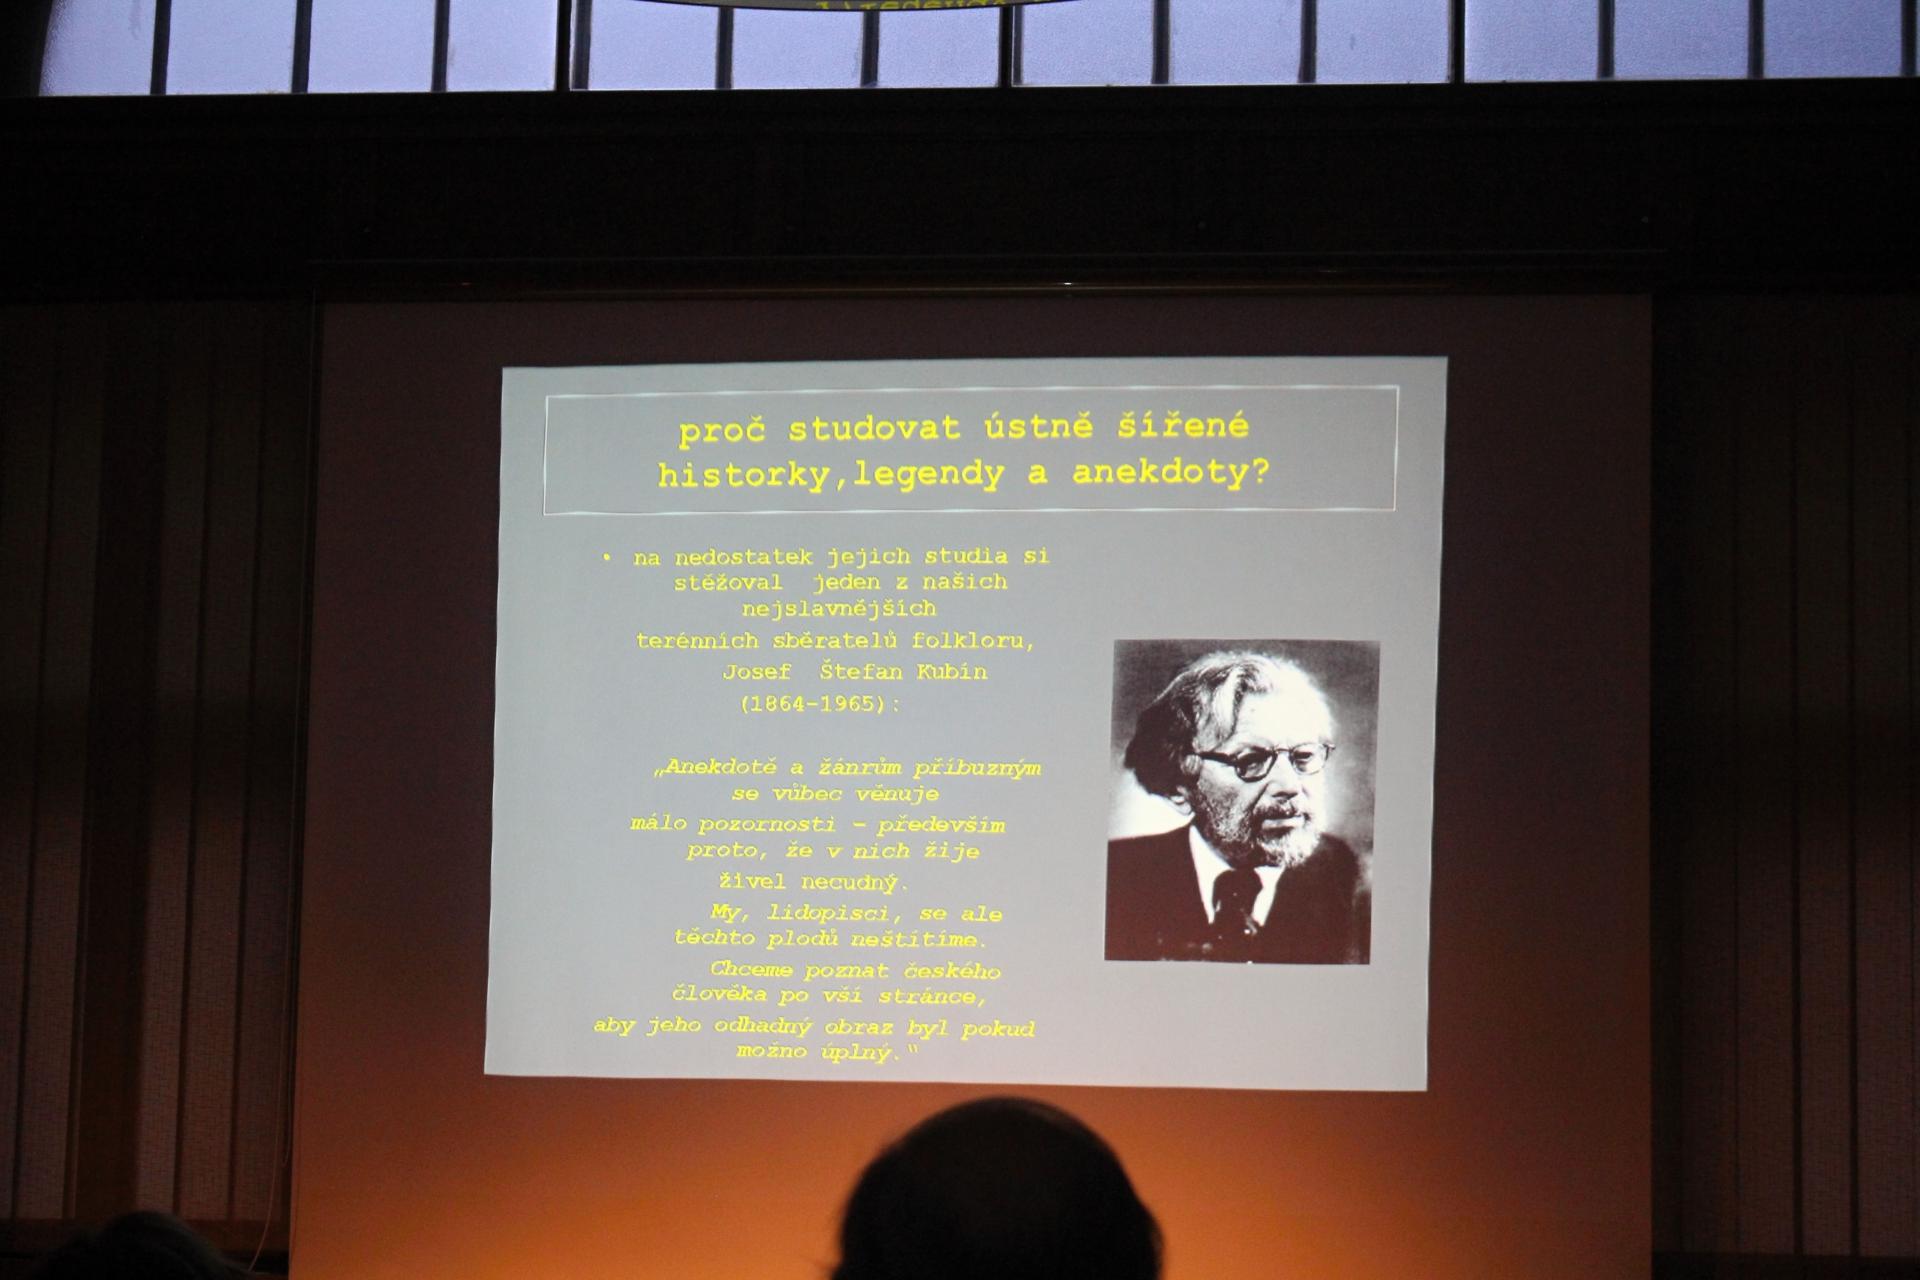 proč studovat ústně šířené
historky,legendy a anekdoty?
• na nedostatek jejich studia si
stěžoval jeden z našich
nejslavnějších
terénních sběratelů folkloru,
Josef Štefan Kubín
(1864-1965):
„Anekdotě a žánrům příbuzným
se vůbec věnuje
málo pozornosti - především
proto, že v nich žije
živel necudný.
My, lidopisci, se ale
těchto plodů neštítíme.
Chceme poznat českého
člověka po vší stránce,
aby jeho odhadný obraz byl pokud
možno úplný."